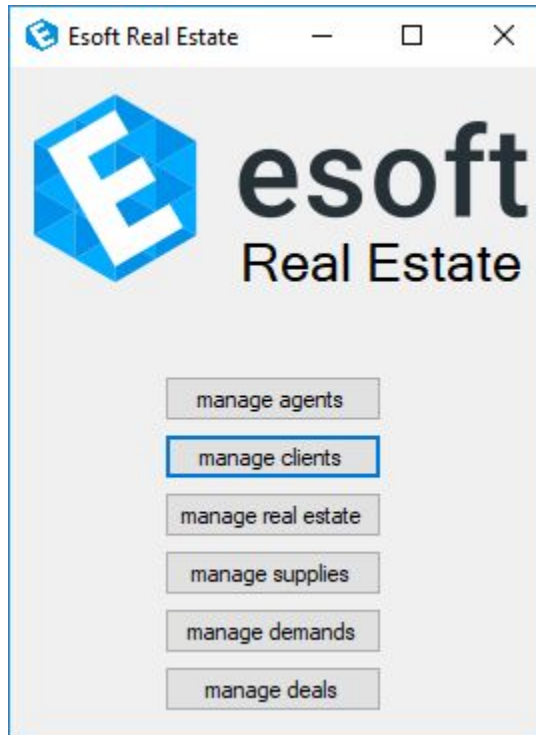 Esoft Real Estate
esoft
Real Estate
manage agents
manage clients
manage real estate
manage supplies
manage demands
manage deals